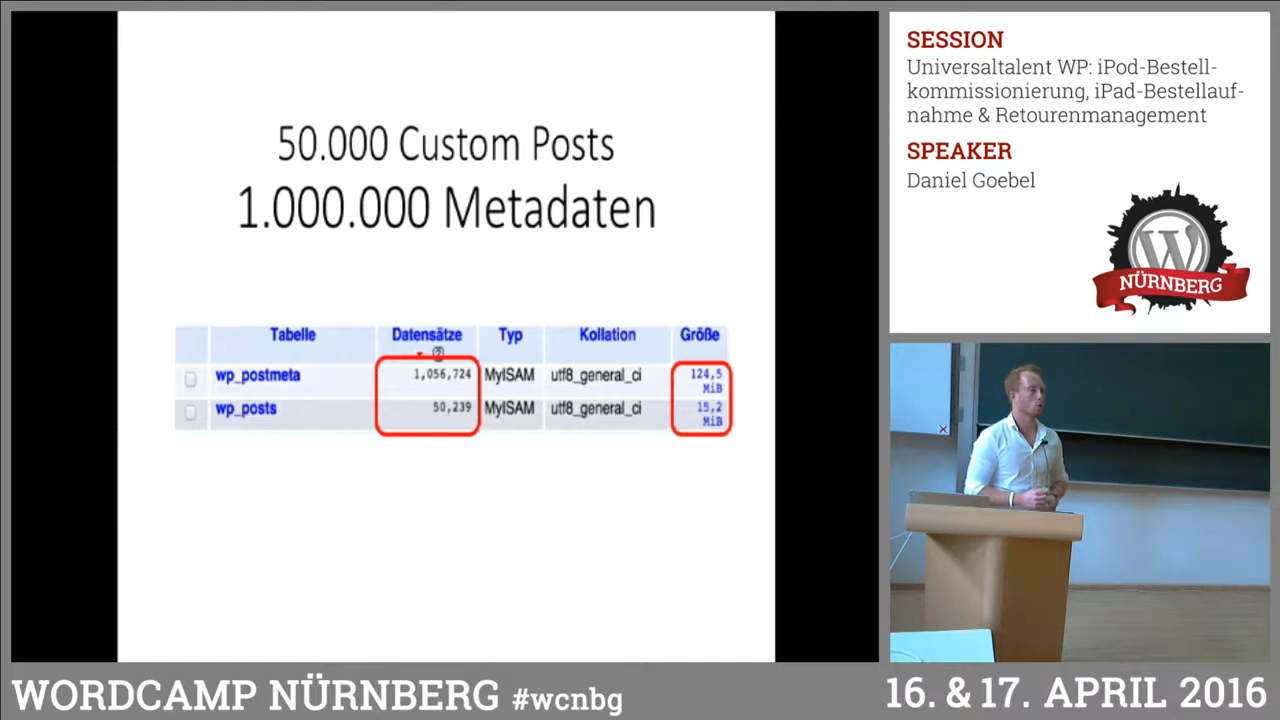 50.000 Custom Posts
1.000.000 Metadaten
Tabelle Datensätze Typ Kollation Größe
wp_postmeta 1,056,724 MyISAM utf8_general_ci 124,5 MiB
wp_posts 50,239 MyISAM utf8_general_ci 15,2 MiB
SESSION
Universaltalent WP: iPod-Bestell-
kommissionierung, iPad-Bestellauf-
nahme & Retourenmanagement
SPEAKER
Daniel Goebel
W
NÜRNBERG
WORDCAMP NÜRNBERG #wcnbg
16. & 17. APRIL 2016